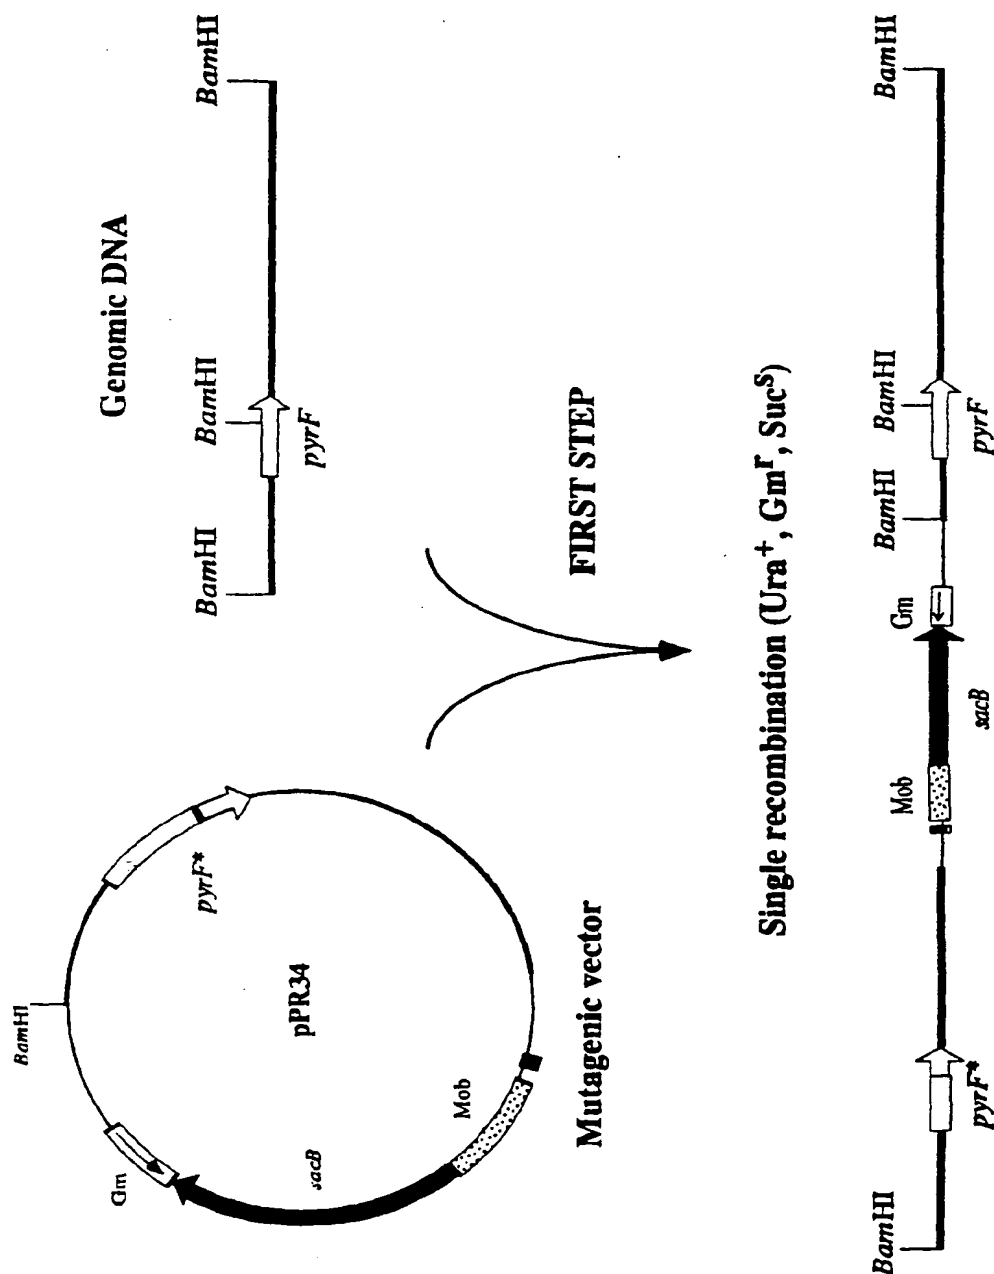 Genomic DNA
BamHI
BamHI
BamHI
pyrF
BamHI
pyrF*
pPR34
Gm
sacB
Mob
Mutagenic vector
FIRST STEP
Single recombination (Ura+, Gmr, Sucs)
BamHI
pyrF*
Mob
sacB
Gm
BamHI
BamHI
pyrF
BamHI